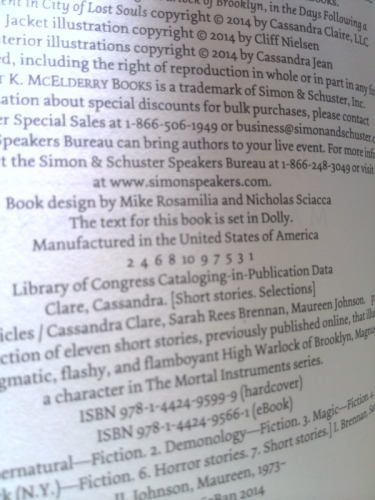 ent in City of Lost Souls copyright © 2014 by Cassandra Claire, LLC
Jacket illustration copyright © 2014 by Cliff Nielsen
terior illustrations copyright © 2014 by Cassandra Jean
ed, including the right of reproduction in whole or in part in any fo
K. MCELDERRY BOOKS is a trademark of Simon & Schuster, Inc.
ation about special discounts for bulk purchases, please contact
er Special Sales at 1-866-506-1949 or business@simonandschuster.c
Speakers Bureau can bring authors to your live event. For more info
t the Simon & Schuster Speakers Bureau at 1-866-248-3049 or visit
at www.simonspeakers.com.
Book design by Mike Rosamilia and Nicholas Sciacca
The text for this book is set in Dolly.
Manufactured in the United States of America
2 4 6 8 10 9 7 5 3 1
Library of Congress Cataloging-in-Publication Data
Clare, Cassandra. [Short stories. Selections]
icles / Cassandra Clare, Sarah Rees Brennan, Maureen Johnson.
ction of eleven short stories, previously published online, that illu
gmatic, flashy, and flamboyant High Warlock of Brooklyn, Magnus
a character in The Mortal Instruments series.
ISBN 978-1-4424-9599-9 (hardcover)
ISBN 978-1-4424-9566-1 (eBook)
ernatural—Fiction. 2. Demonology—Fiction. 3. Magic—Fiction 4
k (N.Y.)—Fiction. 6. Horror stories. 7. Short stories.] I. Brennan, Sa
II. Johnson, Maureen, 1973–
2014